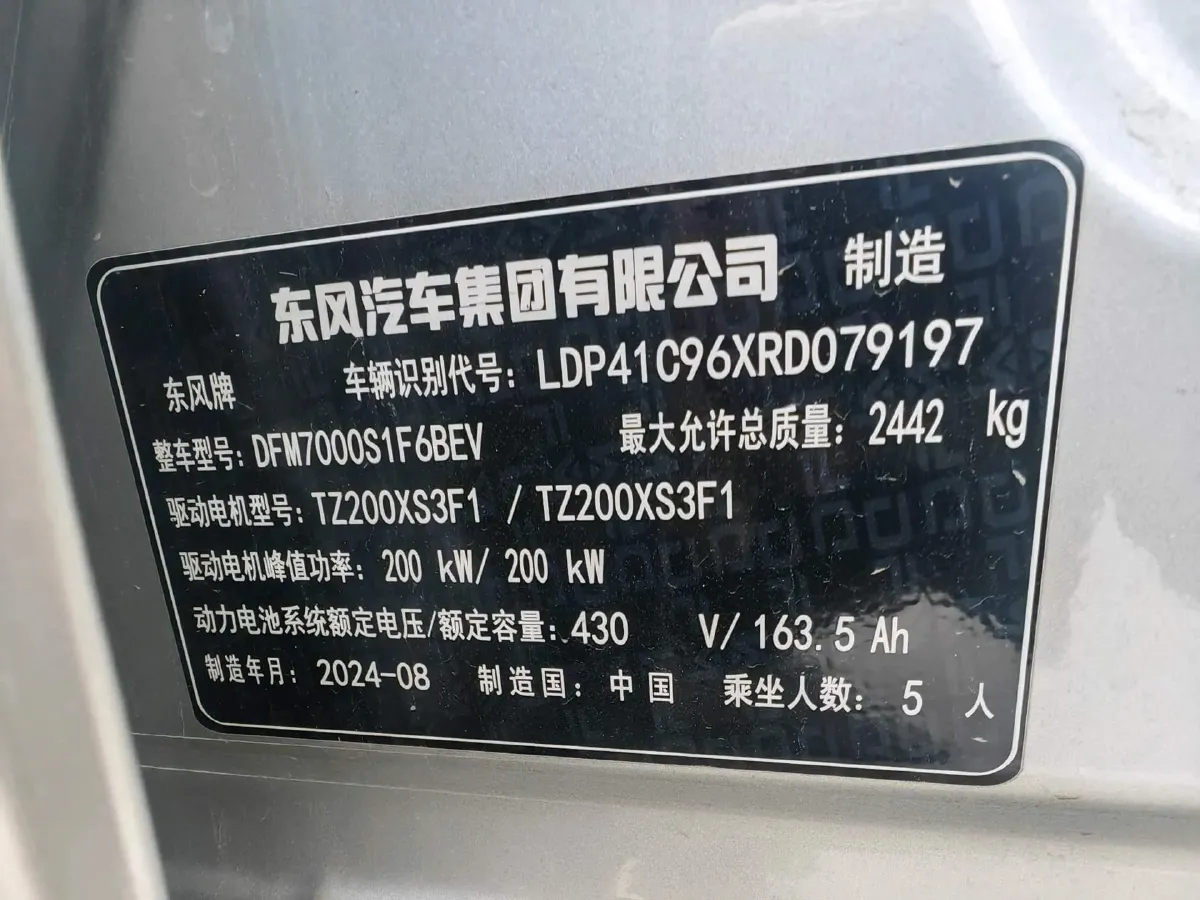 东风汽车集团有限公司 制造
东风牌 车辆识别代号：LDP41C96XRD079197
整车型号：DFM7000S1F6BEV 最大允许总质量：2442 kg
驱动电机型号：TZ200XS3F1 / TZ200XS3F1
驱动电机峰值功率：200 kW/ 200 kW
动力电池系统额定电压/额定容量：430 V/ 163.5 Ah
制造年月：2024-08 制造国：中国 乘坐人数：5 人